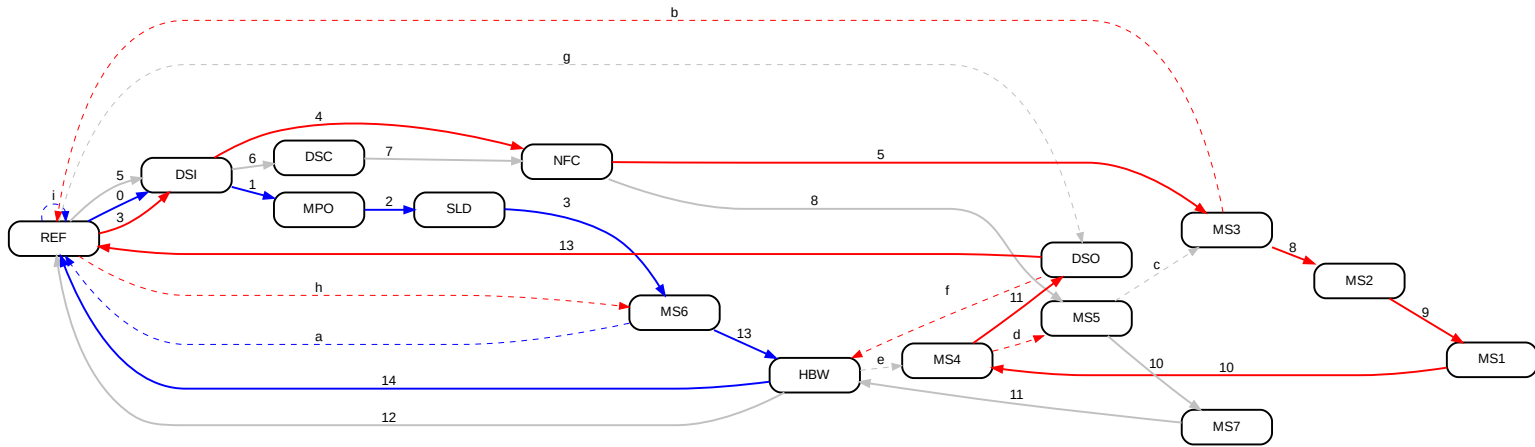 b
g
4
DSC
6
7
NFC
5
DSI
5
i
0
1
MPO
2
SLD
3
8
3
REF
MS3
13
DSO
8
c
MS2
h
f
11
MS6
MS5
9
a
13
d
MS1
e
MS4
10
10
HBW
14
11
12
MS7